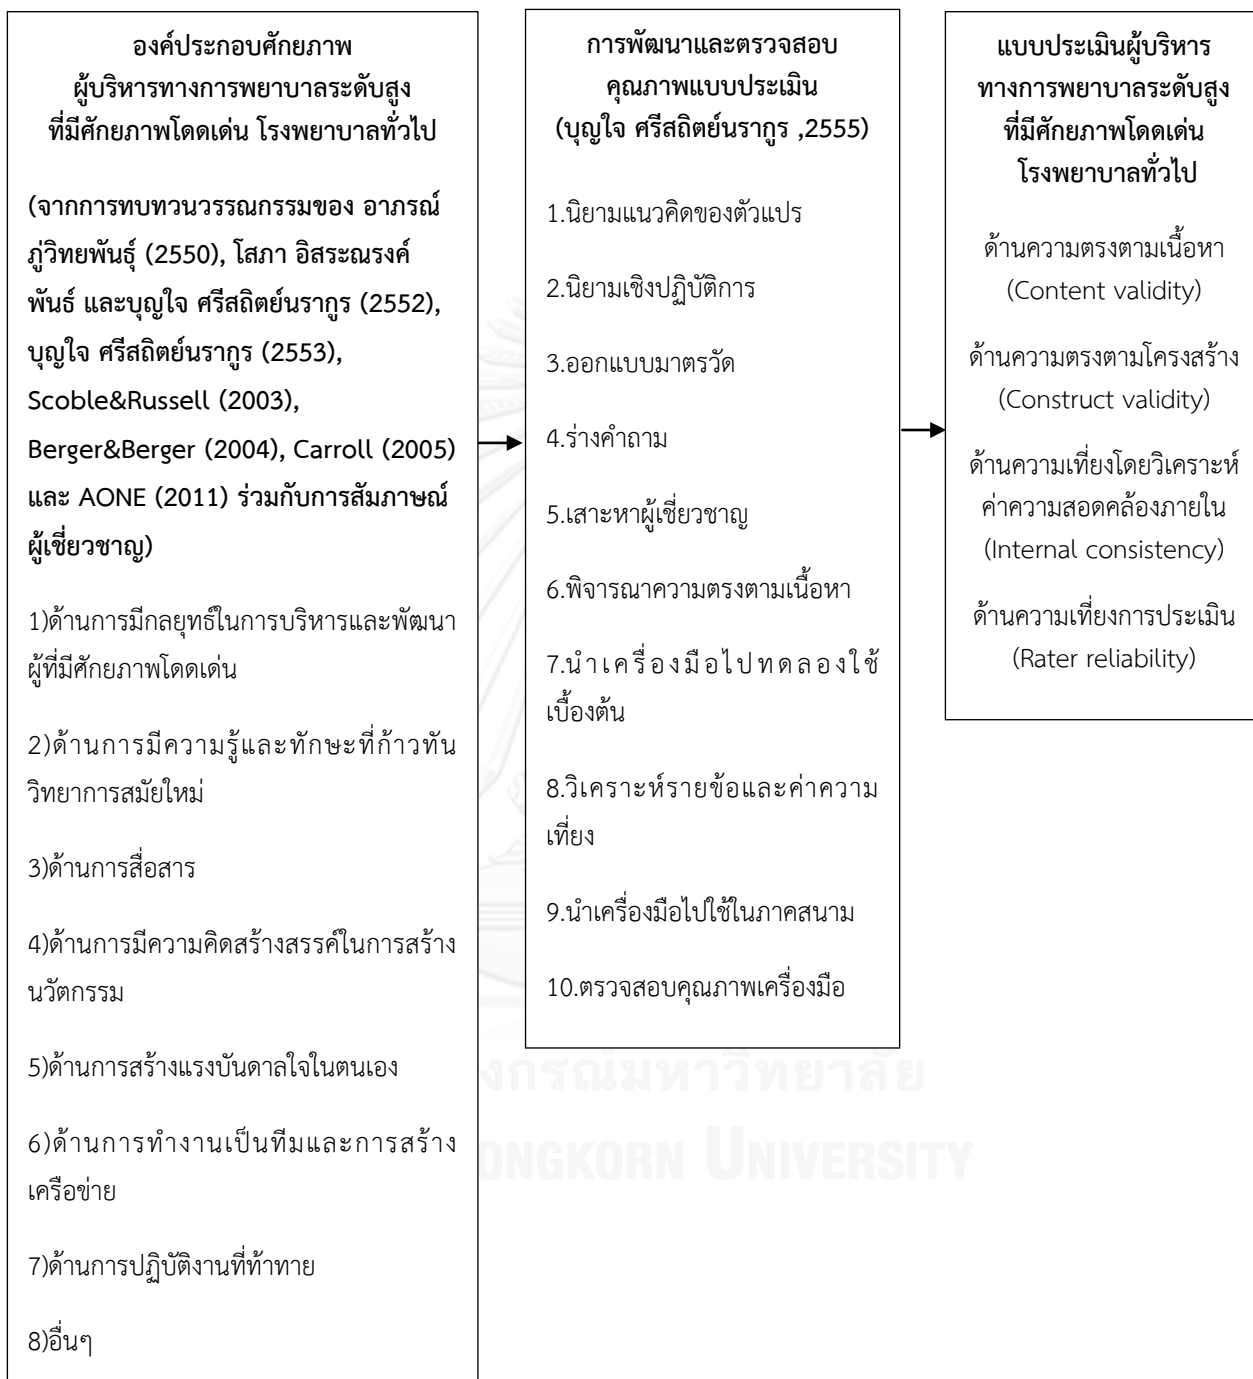 องค์ประกอบศักยภาพ
ผู้บริหารทางการพยาบาลระดับสูง
ที่มีศักยภาพโดดเด่น โรงพยาบาลทั่วไป
(จากการทบทวนวรรณกรรมของ อาภรณ์
ภู่วิทยพันธุ์ (2550), โสภา อิสระณรงค์
พันธ์ และบุญใจ ศรีสถิตย์นรากูร (2552),
บุญใจ ศรีสถิตย์นรากูร (2553),
Scoble&Russell (2003),
Berger&Berger (2004), Carroll (2005)
และ AONE (2011) ร่วมกับการสัมภาษณ์
ผู้เชี่ยวชาญ)
1)ด้านการมีกลยุทธ์ในการบริหารและพัฒนา
ผู้ที่มีศักยภาพโดดเด่น
2)ด้านการมีความรู้และทักษะที่ก้าวทัน
วิทยาการสมัยใหม่
3)ด้านการสื่อสาร
4)ด้านการมีความคิดสร้างสรรค์ในการสร้าง
นวัตกรรม
5)ด้านการสร้างแรงบันดาลใจในตนเอง
6)ด้านการทำงานเป็นทีมและการสร้าง
เครือข่าย
7)ด้านการปฏิบัติงานที่ท้าทาย
8)อื่นๆ
การพัฒนาและตรวจสอบ
คุณภาพแบบประเมิน
(บุญใจ ศรีสถิตย์นรากูร ,2555)
1.นิยามแนวคิดของตัวแปร
2.นิยามเชิงปฏิบัติการ
3.ออกแบบมาตรวัด
4.ร่างคำถาม
5.เสาะหาผู้เชี่ยวชาญ
6.พิจารณาความตรงตามเนื้อหา
7.นำเครื่องมือไปทดลองใช้
เบื้องต้น
8.วิเคราะห์รายข้อและค่าความ
เที่ยง
9.นำเครื่องมือไปใช้ในภาคสนาม
10.ตรวจสอบคุณภาพเครื่องมือ
แบบประเมินผู้บริหาร
ทางการพยาบาลระดับสูง
ที่มีศักยภาพโดดเด่น
โรงพยาบาลทั่วไป
ด้านความตรงตามเนื้อหา
(Content validity)
ด้านความตรงตามโครงสร้าง
(Construct validity)
ด้านความเที่ยงโดยวิเคราะห์
ค่าความสอดคล้องภายใน
(Internal consistency)
ด้านความเที่ยงการประเมิน
(Rater reliability)
งกรณ์มหาวิทยาลัย
ONGKORN UNIVERSITY